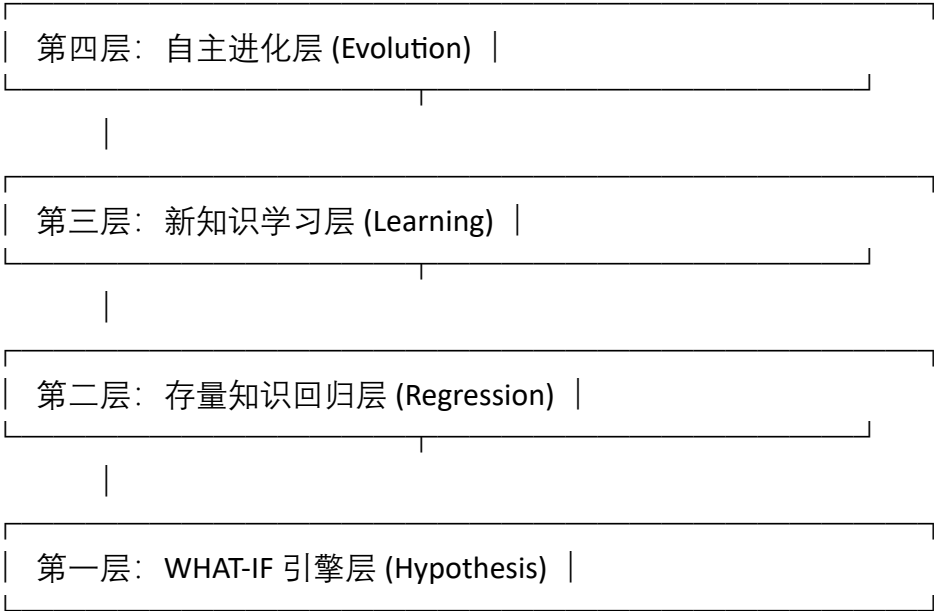 第四层：自主进化层 (Evolution)
第三层：新知识学习层 (Learning)
第二层：存量知识回归层 (Regression)
第一层：WHAT-IF 引擎层 (Hypothesis)